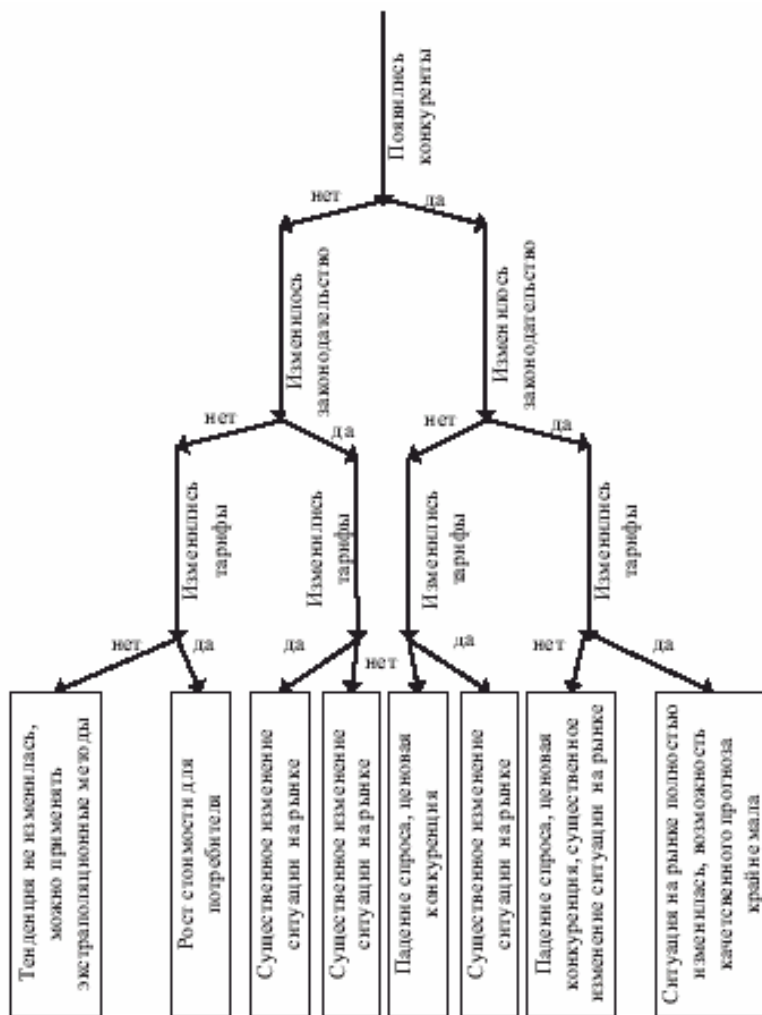 Появились
конкуренты
нет
да
Изменилось
законодательство
Изменилось
законодательство
нет
да
нет
да
Изменились
тарифы
Изменились
тарифы
Изменились
тарифы
Изменились
тарифы
нет
да
да
нет
да
нет
да
Тенденция не изменилась,
можно применять
экстраполяционные методы
Рост стоимости для
потребителя
Существенное изменение
ситуации на рынке
Существенное изменение
ситуации на рынке
Падение спроса, ценовая
конкуренция
Существенное изменение
ситуации на рынке
Падение спроса, ценовая
конкуренция, существенное
изменение ситуации на рынке
Ситуация на рынке полностью
изменилась, возможность
качетственного прогноза
крайне мала